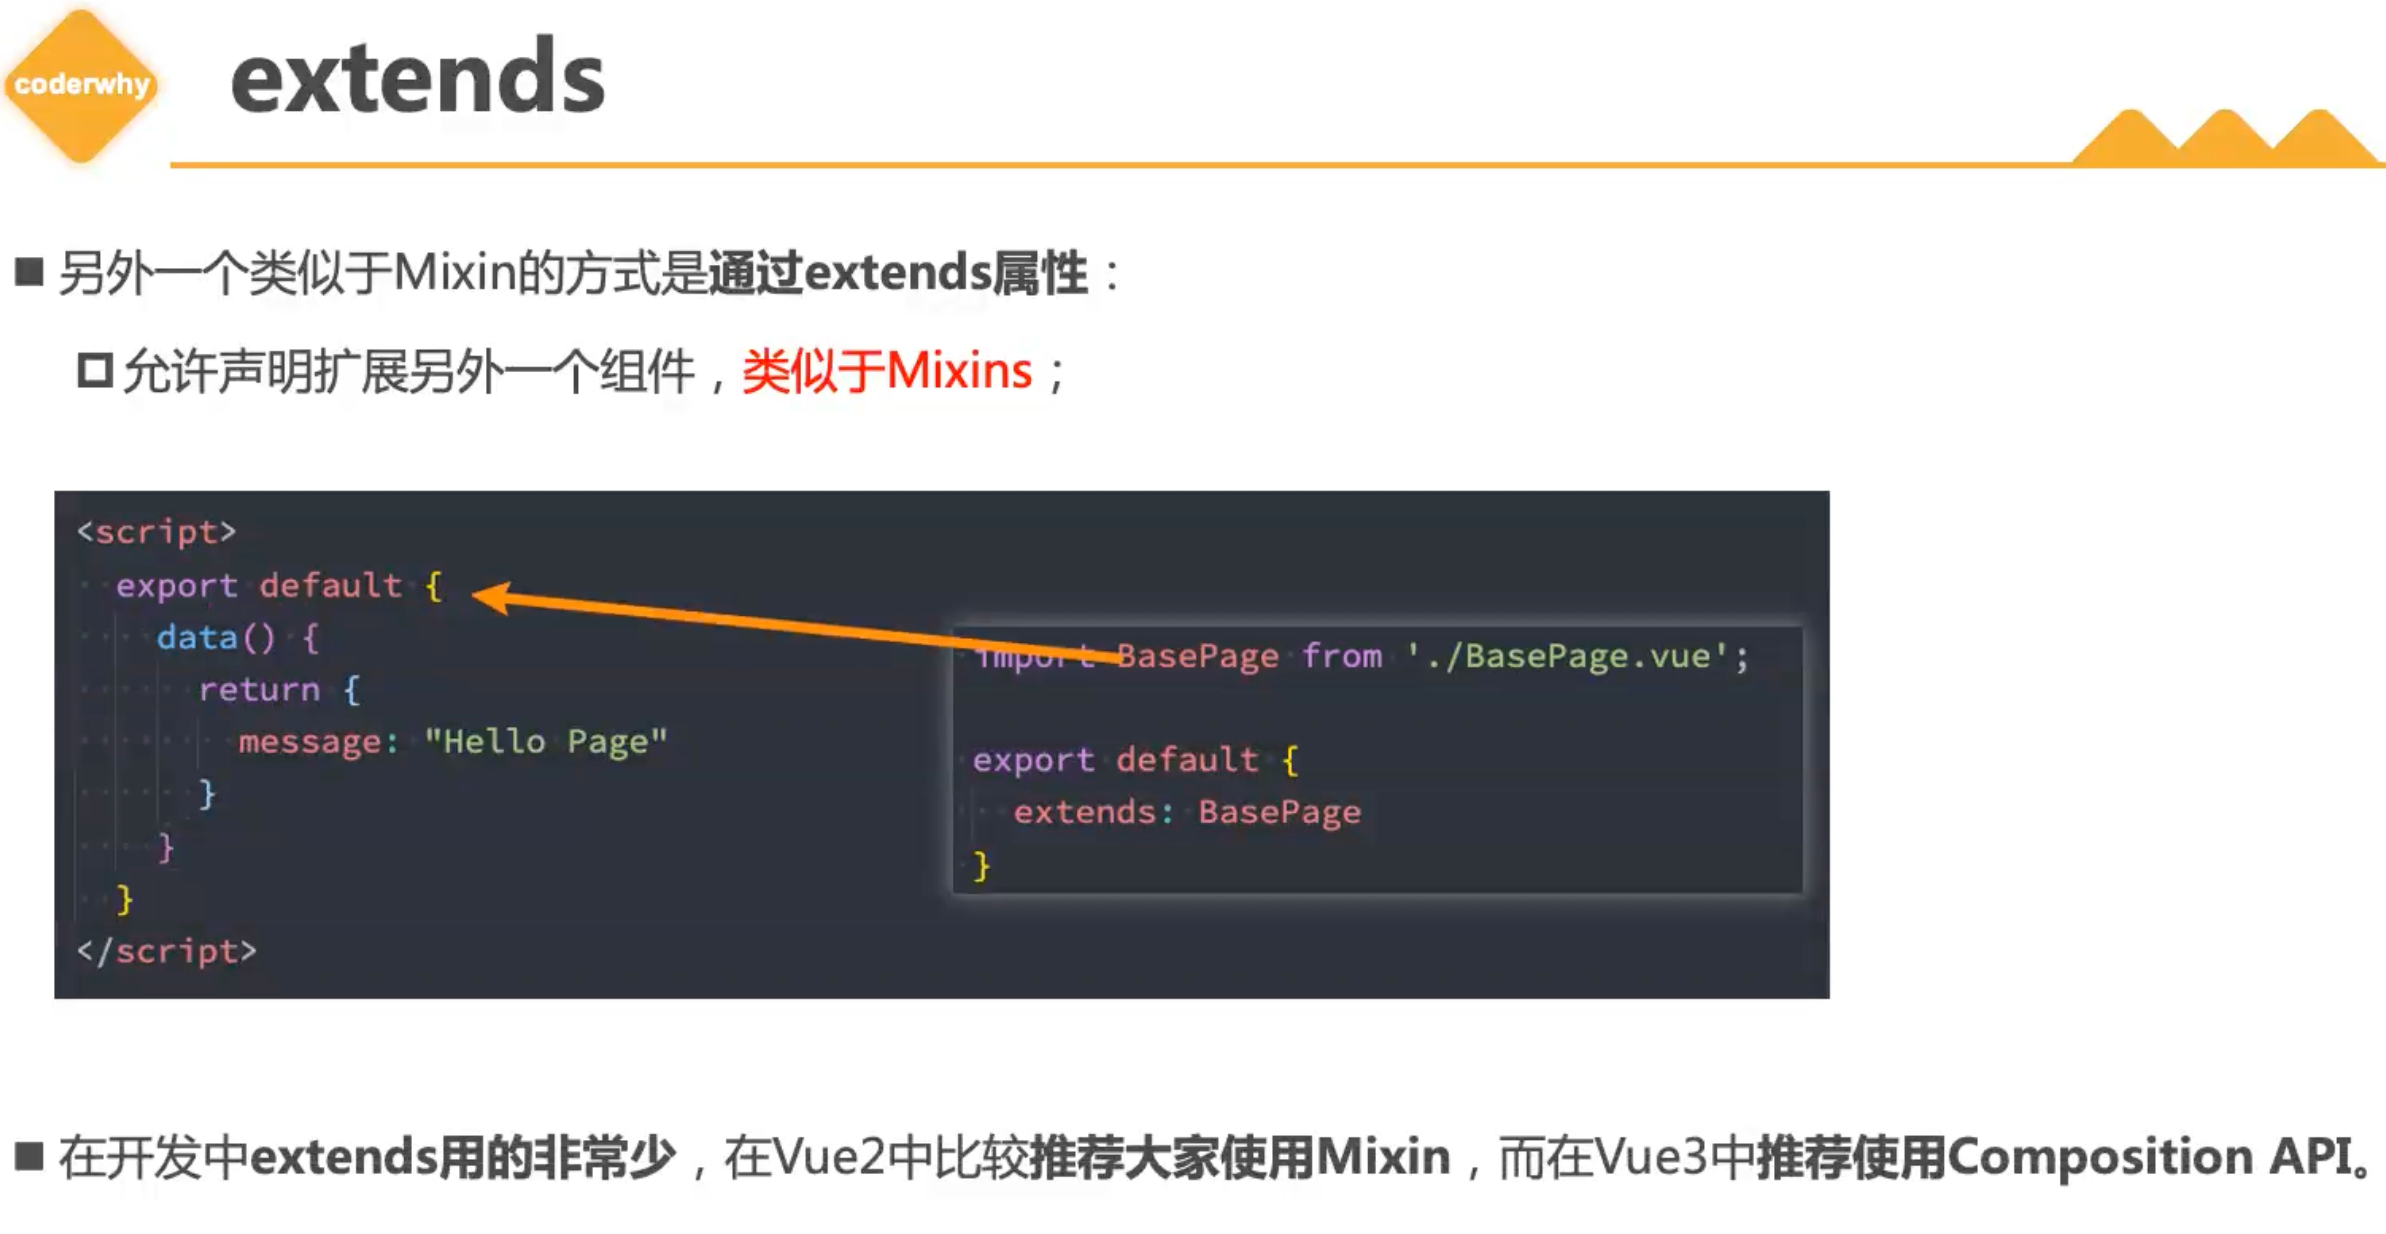 coderwhy
extends
另外一个类似于Mixin的方式是通过extends属性：
允许声明扩展另外一个组件，类似于Mixins；
<script>
export default {
data() {
return {
message: "Hello Page"
}
}
}
</script>
import BasePage from './BasePage.vue';
export default {
extends: BasePage
}
在开发中extends用的非常少，在Vue2中比较推荐大家使用Mixin，而在Vue3中推荐使用Composition API。